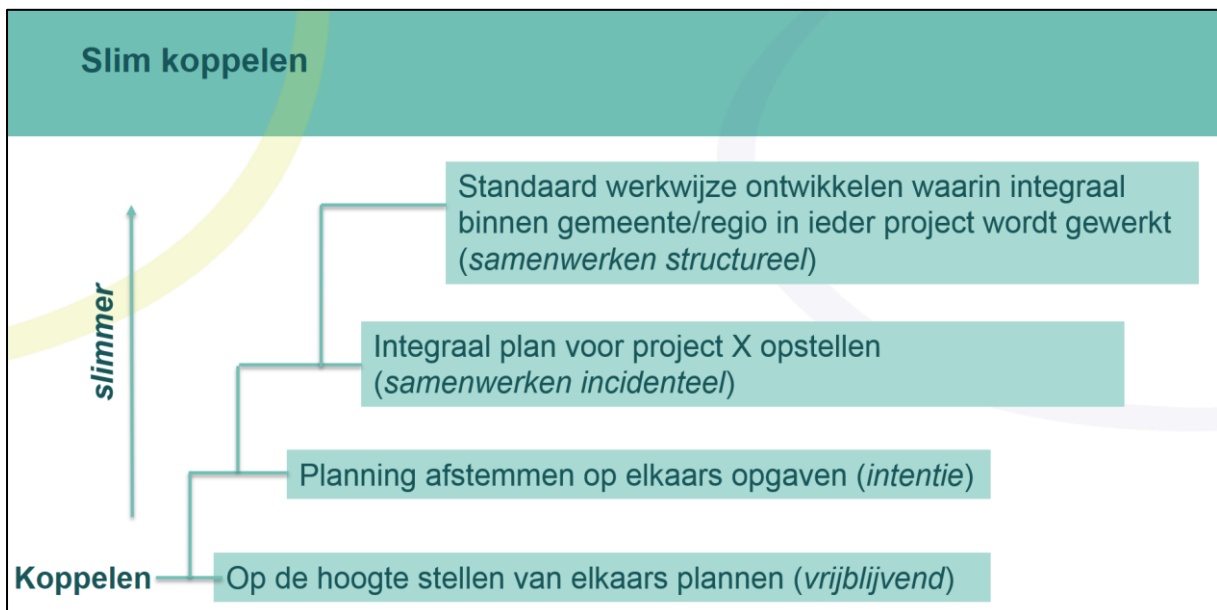 Slim koppelen
Standaard werkwijze ontwikkelen waarin integraal
binnen gemeente/regio in ieder project wordt gewerkt
(samenwerken structureel)
slimmer
Integraal plan voor project X opstellen
(samenwerken incidenteel)
Planning afstemmen op elkaars opgaven (intentie)
Koppelen
Op de hoogte stellen van elkaars plannen (vrijblijvend)